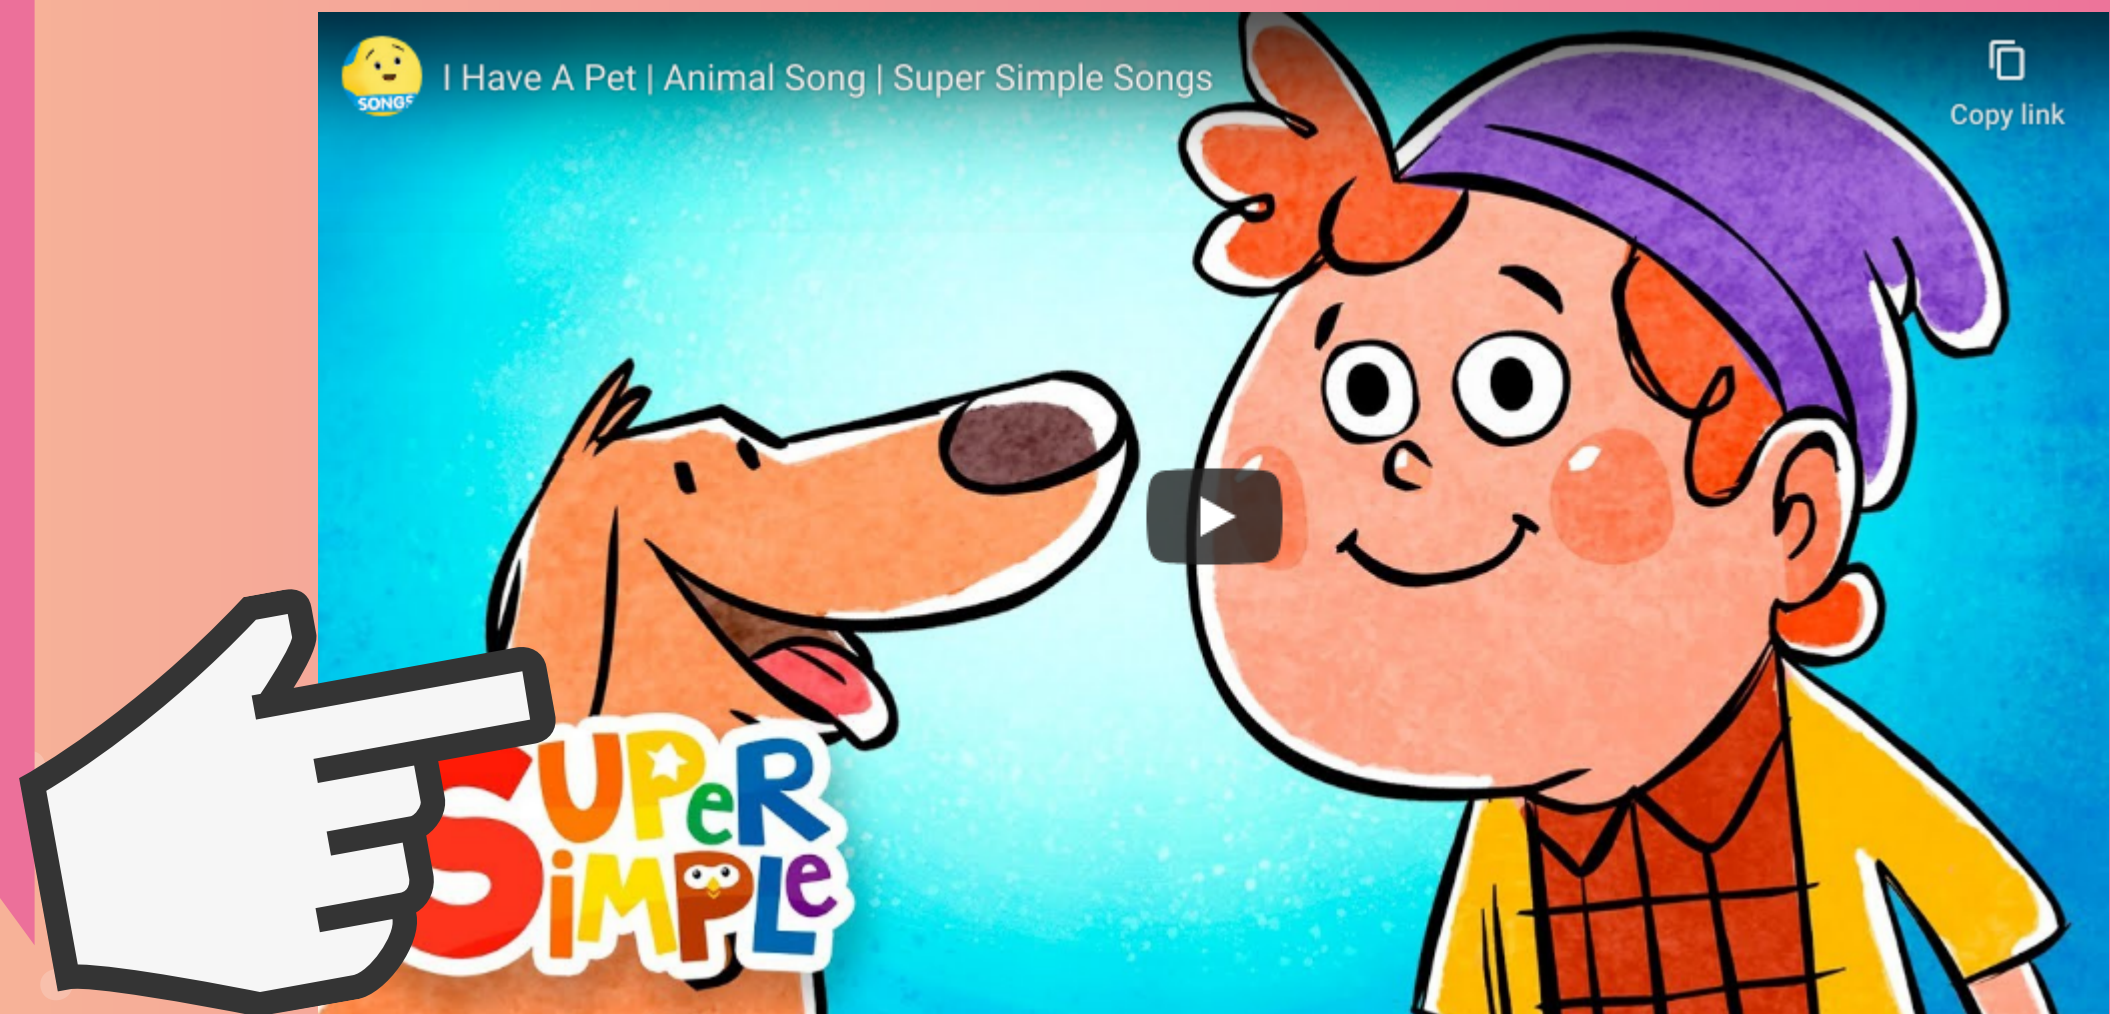 I Have A Pet | Animal Song | Super Simple Songs
SONGS
Copy link
SUPeR
SiMPLe